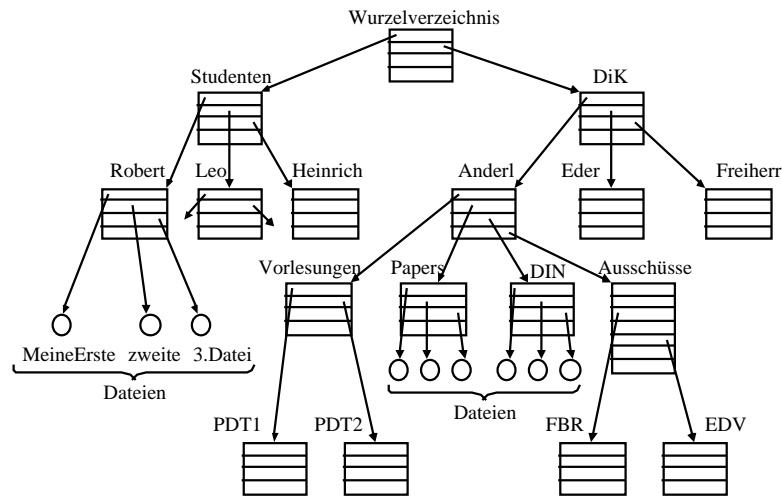 Wurzelverzeichnis
Studenten
DiK
Robert
Leo
Heinrich
Anderl
Eder
Freiherr
Vorlesungen
Papers
DIN
Ausschüsse
MeineErste
zweite
3.Datei
Dateien
Dateien
PDT1
PDT2
FBR
EDV